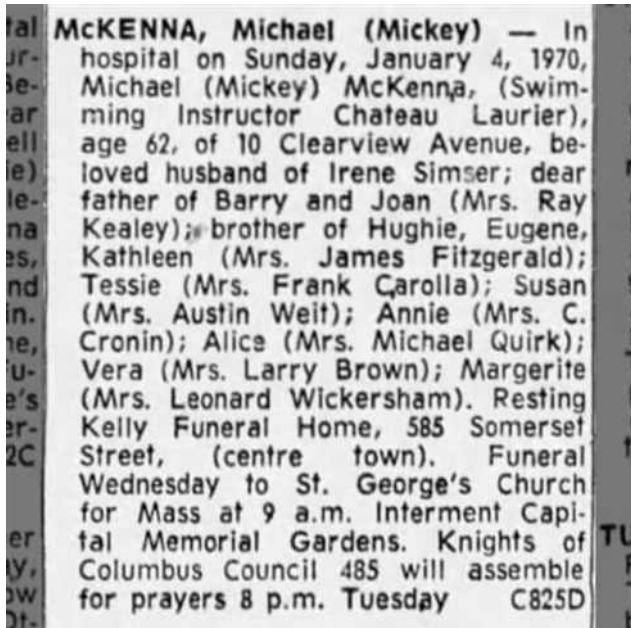 McKENNA, Michael (Mickey) — In
hospital on Sunday, January 4, 1970,
Michael (Mickey) McKenna, (Swim-
ming Instructor Chateau Laurier),
age 62, of 10 Clearview Avenue, be-
loved husband of Irene Simser; dear
father of Barry and Joan (Mrs. Ray
Kealey); brother of Hughie, Eugene,
Kathleen (Mrs. James Fitzgerald);
Tessie (Mrs. Frank Carolla); Susan
(Mrs. Austin Weit); Annie (Mrs. C.
Cronin); Alice (Mrs. Michael Quirk);
Vera (Mrs. Larry Brown); Margerite
(Mrs. Leonard Wickersham). Resting
Kelly Funeral Home, 585 Somerset
Street, (centre town). Funeral
Wednesday to St. George's Church
for Mass at 9 a.m. Interment Capi-
tal Memorial Gardens. Knights of
Columbus Council 485 will assemble
for prayers 8 p.m. Tuesday C825D